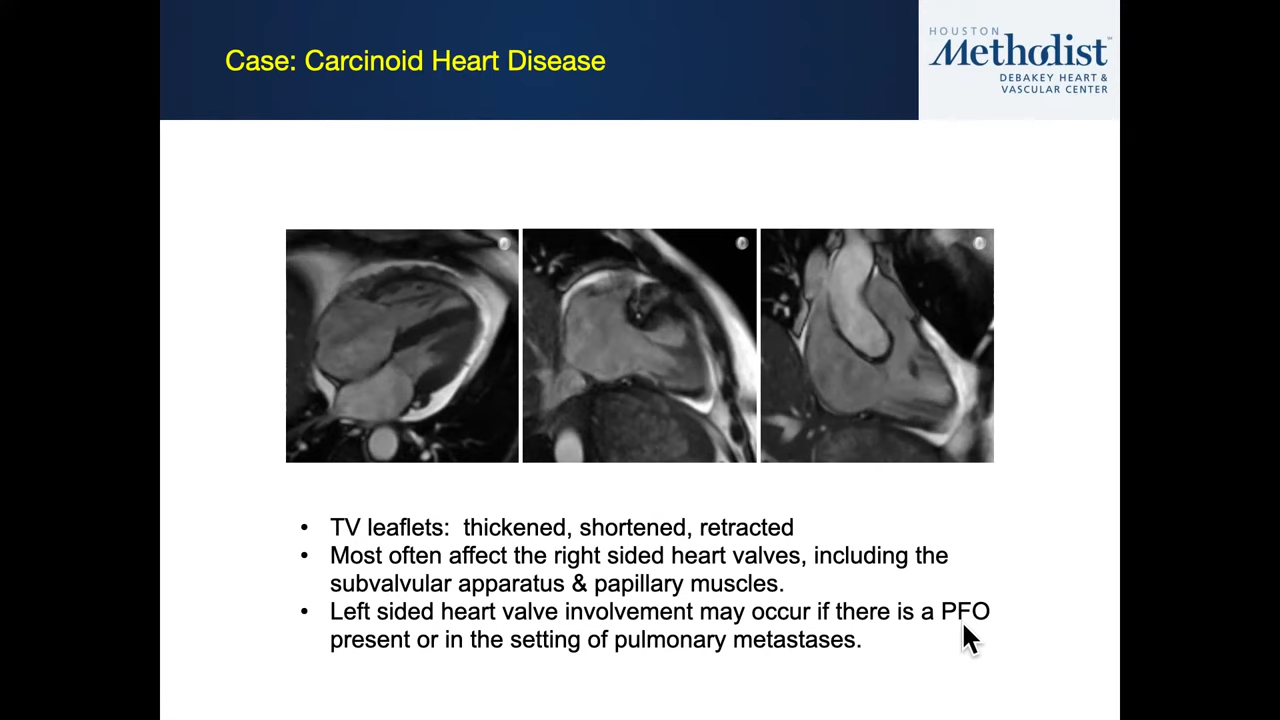 Case: Carcinoid Heart Disease
HOUSTON
Methodist
DEBAKEY HEART &
VASCULAR CENTER
• TV leaflets: thickened, shortened, retracted
• Most often affect the right sided heart valves, including the
subvalvular apparatus & papillary muscles.
• Left sided heart valve involvement may occur if there is a PFO
present or in the setting of pulmonary metastases.